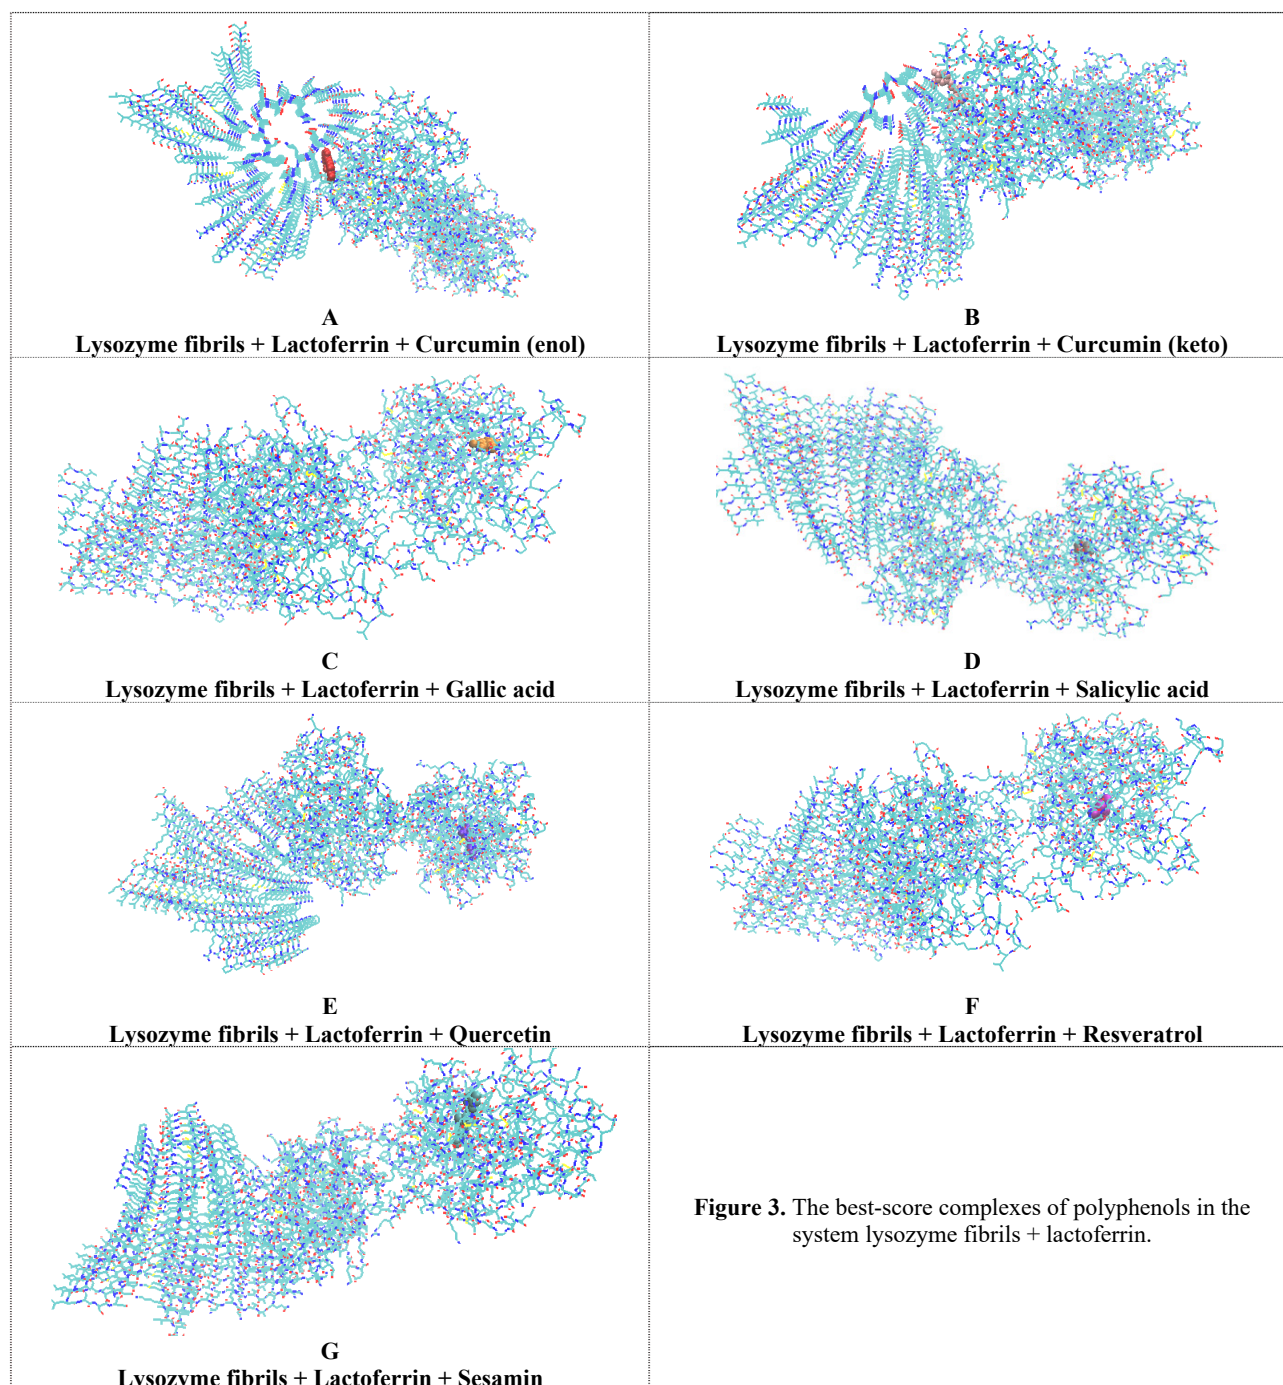 A
Lysozyme fibrils + Lactoferrin + Curcumin (enol)
B
Lysozyme fibrils + Lactoferrin + Curcumin (keto)
C
Lysozyme fibrils + Lactoferrin + Gallic acid
D
Lysozyme fibrils + Lactoferrin + Salicylic acid
E
Lysozyme fibrils + Lactoferrin + Quercetin
F
Lysozyme fibrils + Lactoferrin + Resveratrol
G
Lysozyme fibrils + Lactoferrin + Sesamin
Figure 3. The best-score complexes of polyphenols in the
system lysozyme fibrils + lactoferrin.